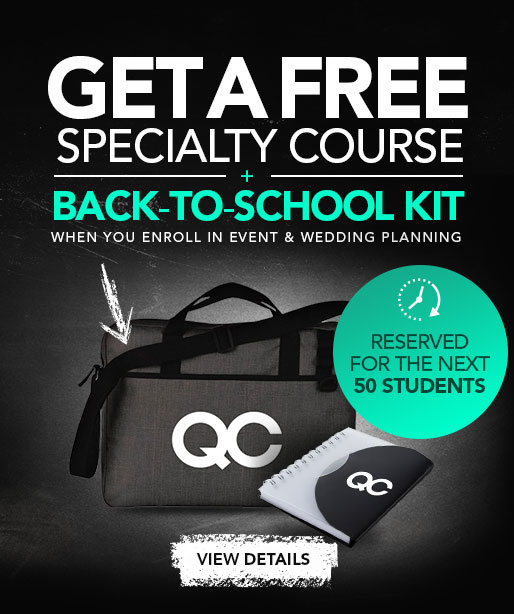 GET A FREE
SPECIALTY COURSE
+
BACK-TO-SCHOOL KIT
WHEN YOU ENROLL IN EVENT & WEDDING PLANNING
RESERVED
FOR THE NEXT
50 STUDENTS
QC
QC
VIEW DETAILS